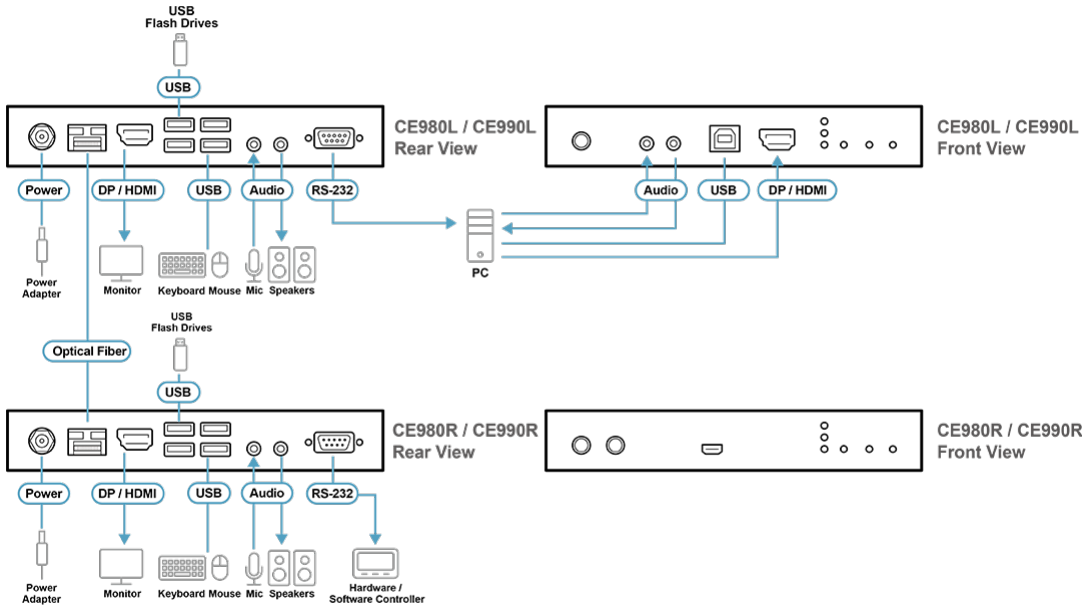 USB
Flash Drives
USB
CE980L / CE990L
Rear View
CE980L / CE990L
Front View
Power
DP / HDMI
USB
Audio
RS-232
Audio
USB
DP / HDMI
Power
Adapter
Monitor
Keyboard Mouse
Mic
Speakers
PC
USB
Flash Drives
Optical Fiber
USB
CE980R / CE990R
Rear View
CE980R / CE990R
Front View
Power
DP / HDMI
USB
Audio
RS-232
Power
Adapter
Monitor
Keyboard Mouse
Mic
Speakers
Hardware /
Software Controller